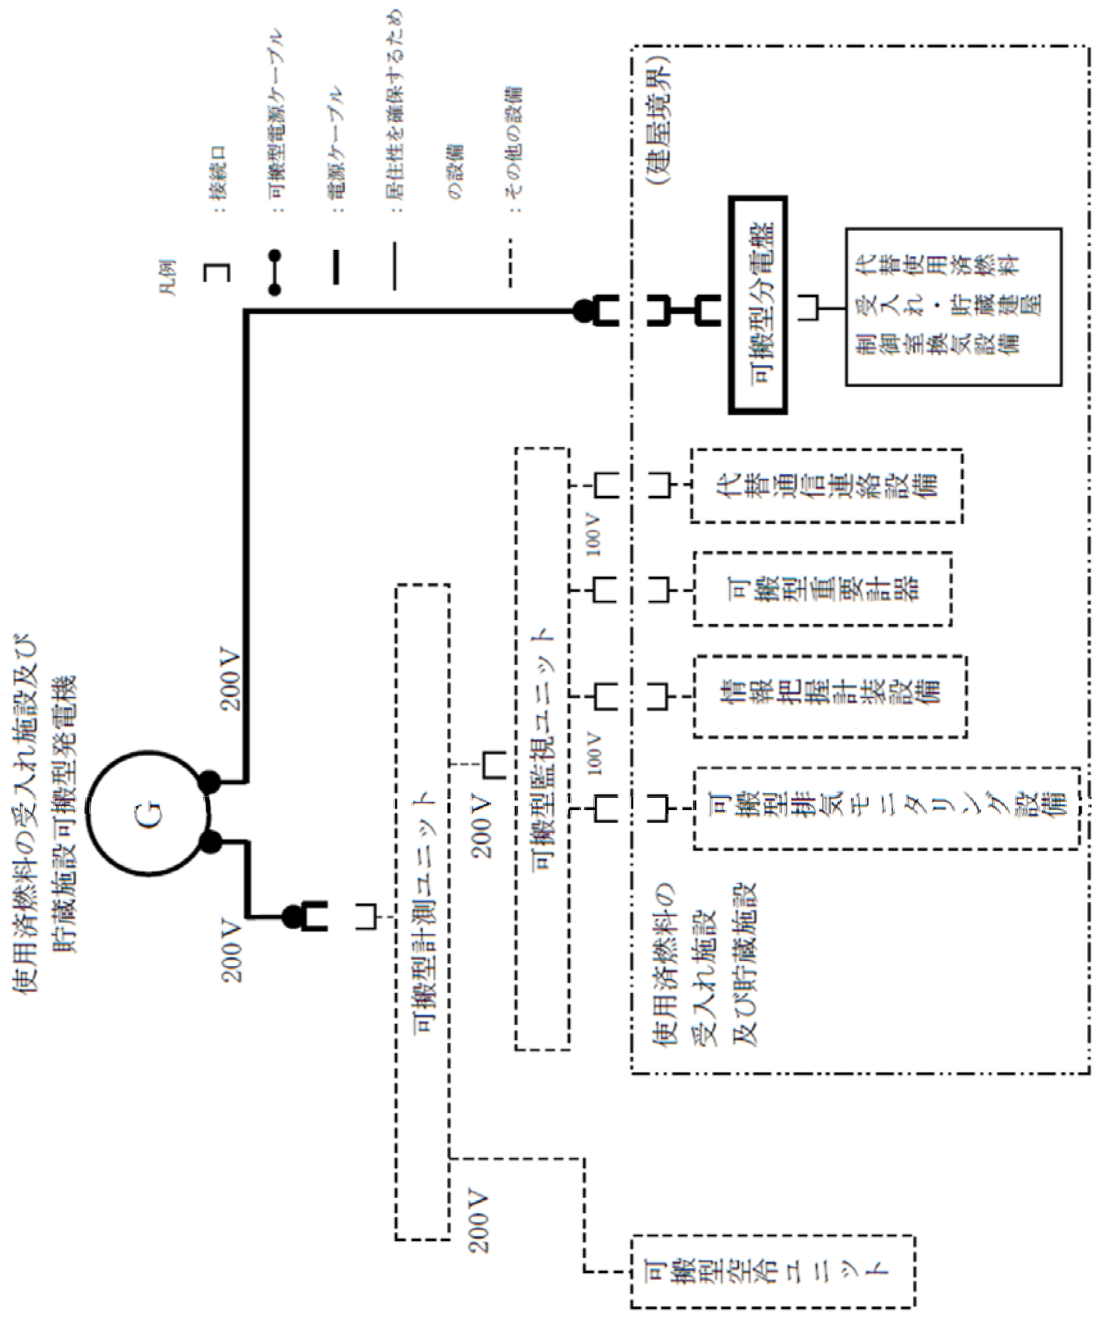 使用済燃料の受入れ施設及び
貯蔵施設可搬型発電機
G
200V
200V
凡例
：接続口
：可搬型電源ケーブル
：電源ケーブル
：居住性を確保するため
の設備
：その他の設備
可搬型計測ユニット
200V
200V
可搬型監視ユニット
100V
100V
(建屋境界)
使用済燃料の
受入れ施設
及び貯蔵施設
可搬型空冷ユニット
可搬型排気モニタリング設備
情報把握計装設備
可搬型重要計器
代替通信連絡設備
可搬型分電盤
代替使用済燃料
受入れ・貯蔵建屋
制御室換気設備